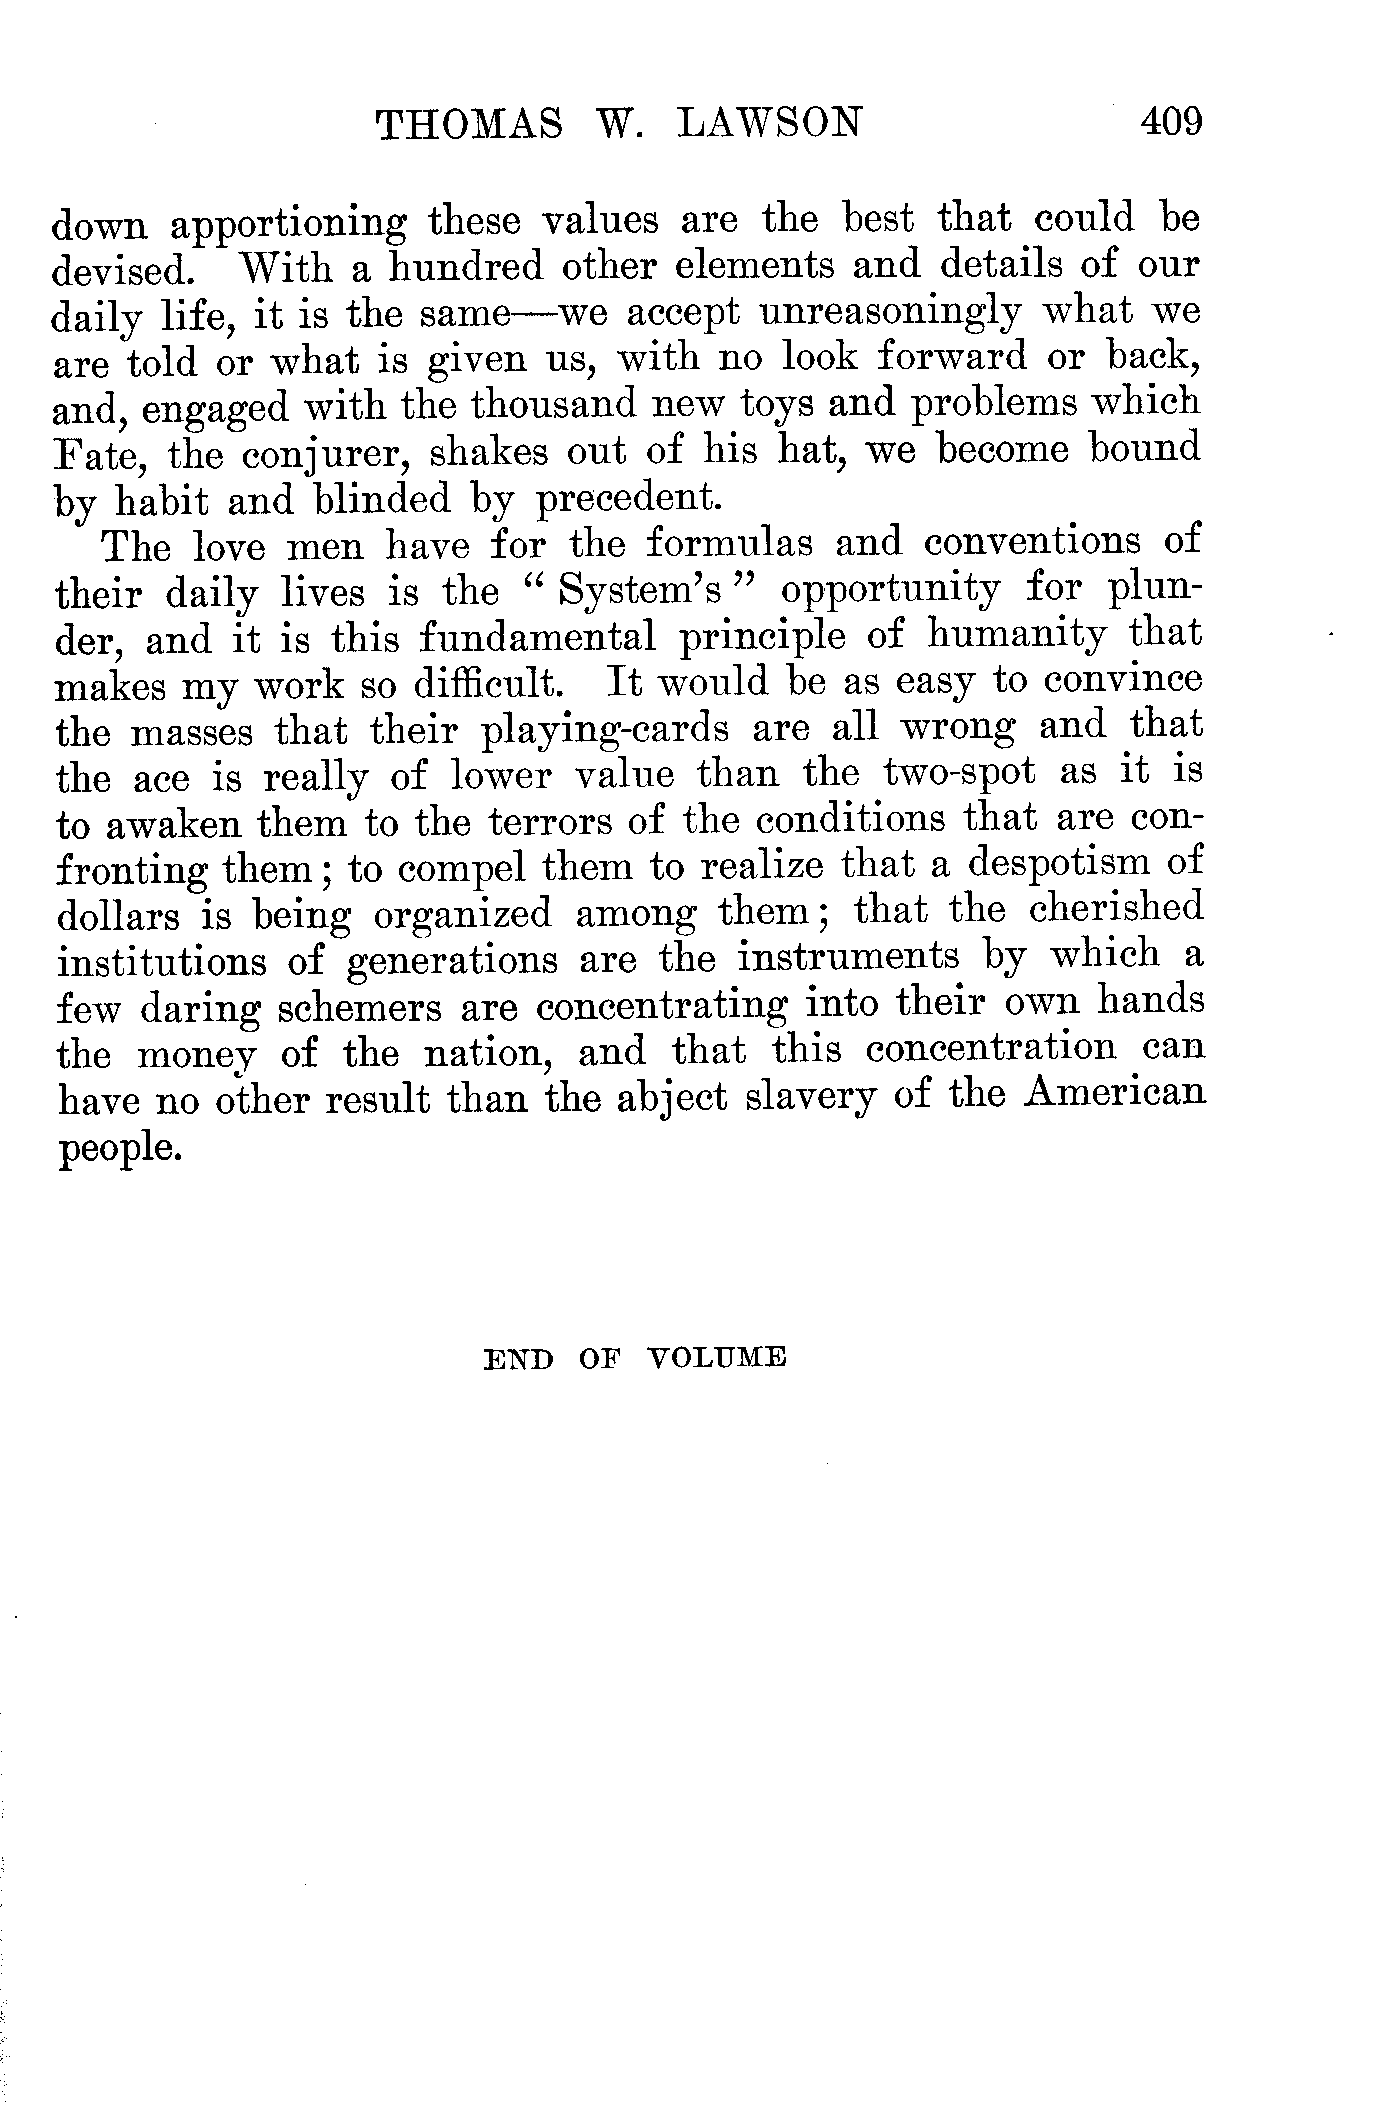 THOMAS W. LAWSON 409
down apportioning these values are the best that could be
devised. With a hundred other elements and details of our
daily life, it is the same—we accept unreasoningly what we
are told or what is given us, with no look forward or back,
and, engaged with the thousand new toys and problems which
Fate, the conjurer, shakes out of his hat, we become bound
by habit and blinded by precedent.
The love men have for the formulas and conventions of
their daily lives is the “ System’s ” opportunity for plun-
der, and it is this fundamental principle of humanity that
makes my work so difficult. It would be as easy to convince
the masses that their playing-cards are all wrong and that
the ace is really of lower value than the two-spot as it is
to awaken them to the terrors of the conditions that are con-
fronting them; to compel them to realize that a despotism of
dollars is being organized among them; that the cherished
institutions of generations are the instruments by which a
few daring schemers are concentrating into their own hands
the money of the nation, and that this concentration can
have no other result than the abject slavery of the American
people.
END OF VOLUME